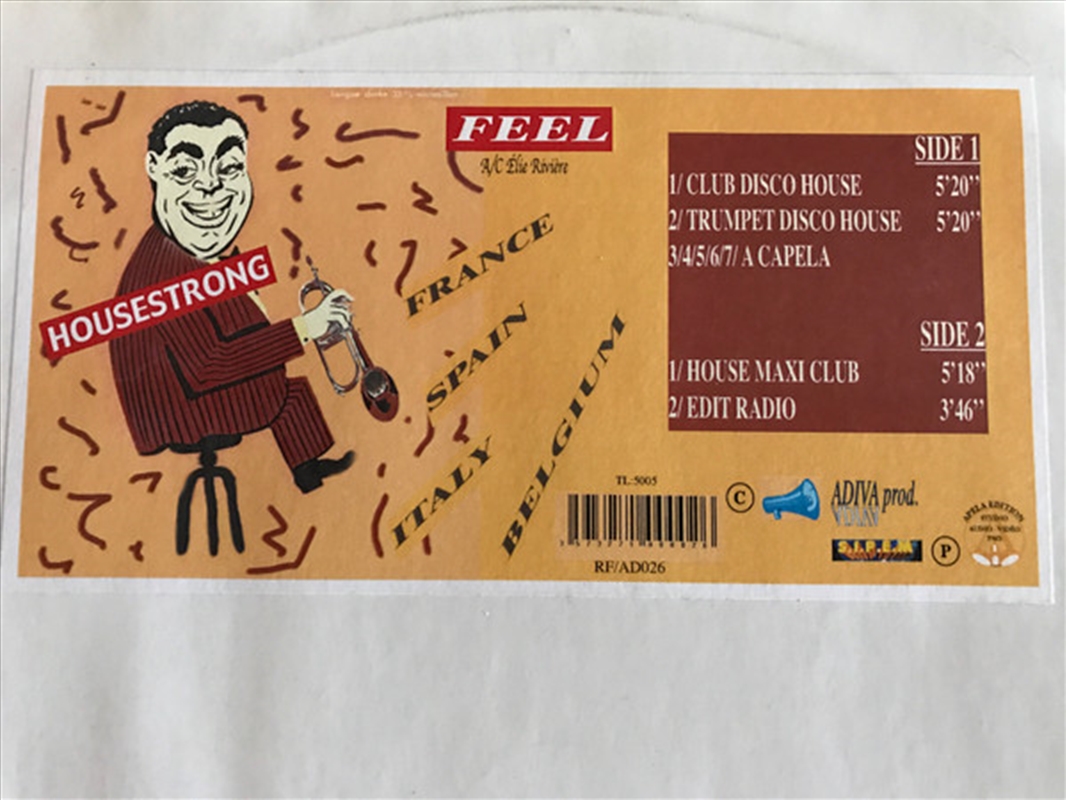 FEEL
A/C Élie Rivière
HOUSESTRONG
FRANCE
SPAIN
ITALY
BELGIUM
SIDE 1
1/ CLUB DISCO HOUSE 5'20''
2/ TRUMPET DISCO HOUSE 5'20''
3/4/5/6/7/ A CAPELA
SIDE 2
1/ HOUSE MAXI CLUB 5'18''
2/ EDIT RADIO 3'46''
TL:5005
RF/AD026
C
ADIVA prod.
P
APELA EDITION